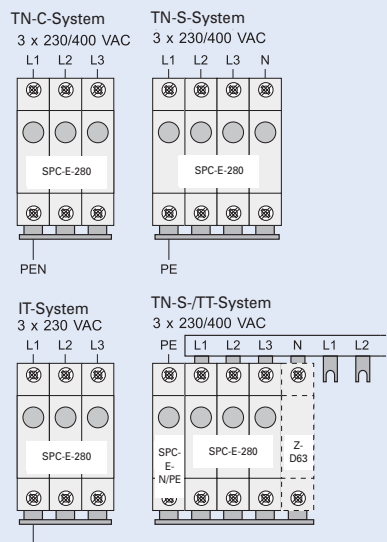 TN-C-System
3 x 230/400 VAC
L1 L2 L3
SPC-E-280
PEN
TN-S-System
3 x 230/400 VAC
L1 L2 L3 N
SPC-E-280
PE
IT-System
3 x 230 VAC
L1 L2 L3
SPC-E-280
TN-S-/TT-System
3 x 230/400 VAC
PE L1 L2 L3 N L1 L2
SPC-
E-
N/PE
SPC-E-280
Z-
D63